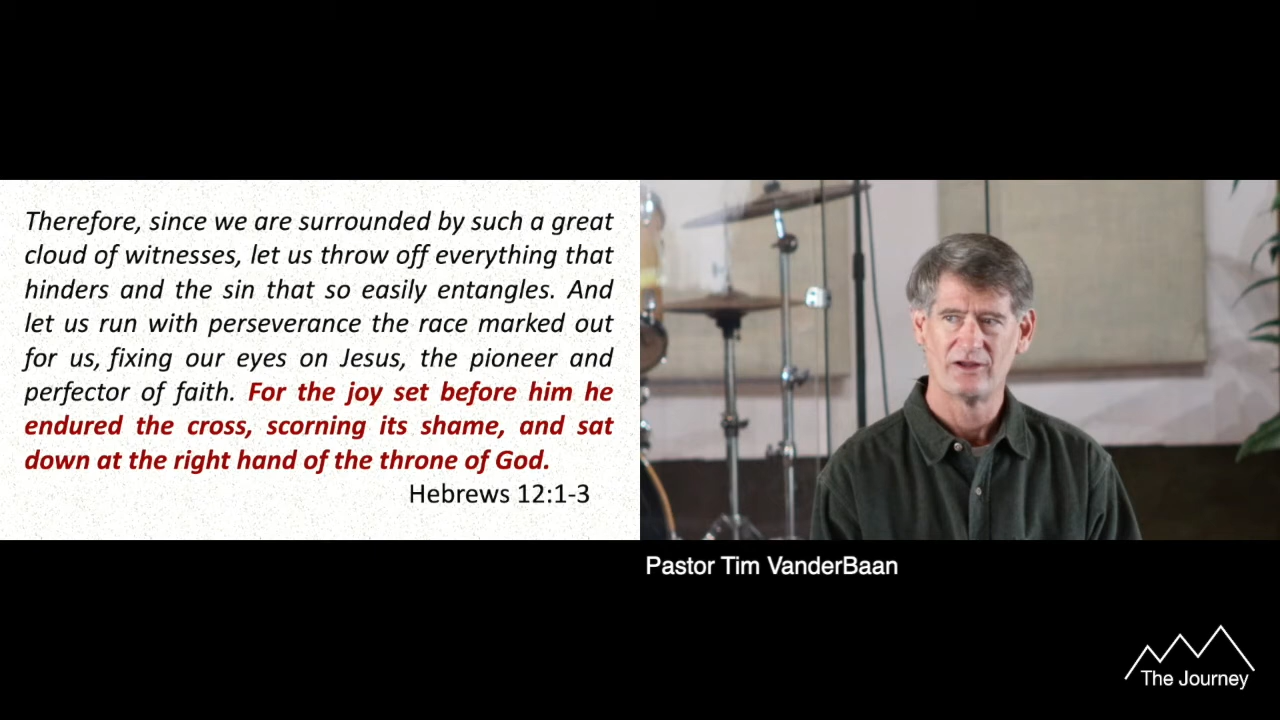 Therefore, since we are surrounded by such a great
cloud of witnesses, let us throw off everything that
hinders and the sin that so easily entangles. And
let us run with perseverance the race marked out
for us, fixing our eyes on Jesus, the pioneer and
perfector of faith. For the joy set before him he
endured the cross, scorning its shame, and sat
down at the right hand of the throne of God.
Hebrews 12:1-3
Pastor Tim VanderBaan
The Journey